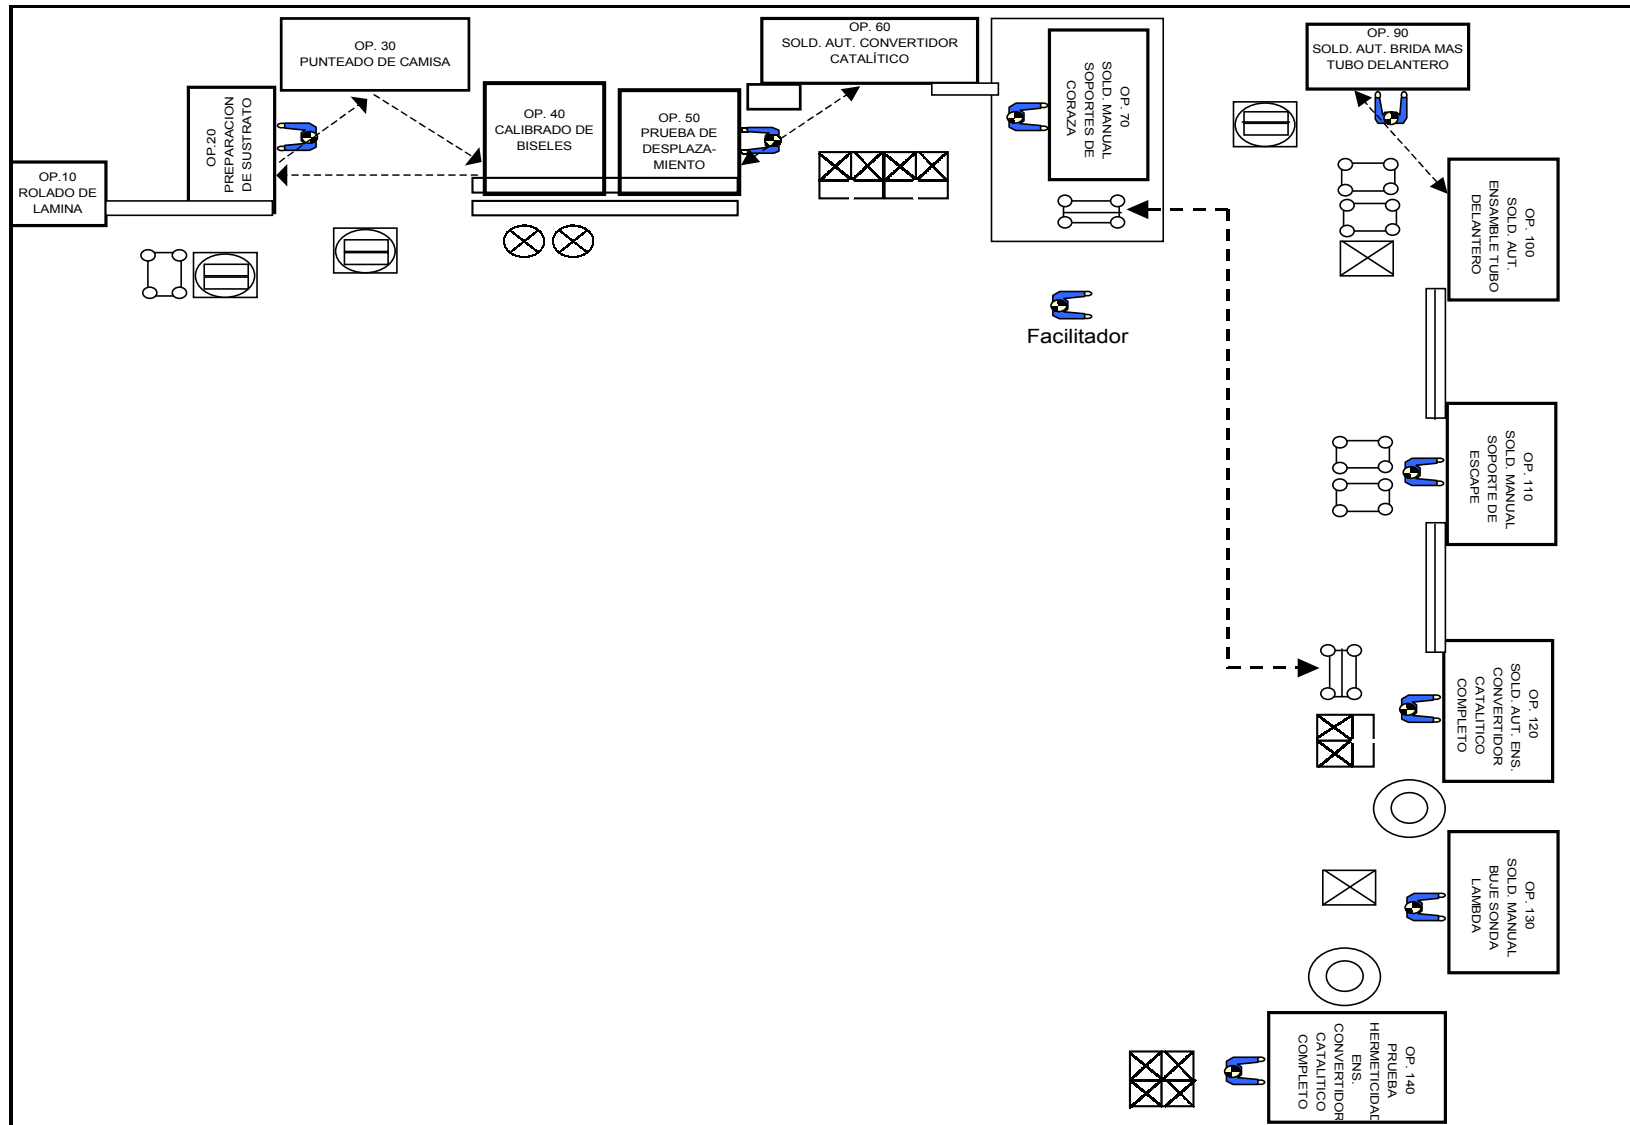 OP.10
ROLADO DE
LAMINA
OP.20
PREPARACION
DE SUSTRATO
OP. 30
PUNTEADO DE CAMISA
OP. 40
CALIBRADO DE
BISELES
OP. 50
PRUEBA DE
DESPLAZA-
MIENTO
OP. 60
SOLD. AUT. CONVERTIDOR
CATALÍTICO
OP. 70
SOLD. MANUAL
SOPORTES DE
CORAZA
Facilitador
OP. 90
SOLD. AUT. BRIDA MAS
TUBO DELANTERO
OP. 100
SOLD. AUT.
ENSAMBLE TUBO
DELANTERO
OP. 110
SOLD. MANUAL
SOPORTE DE
ESCAPE
OP. 120
SOLD. AUT. ENS.
CONVERTIDOR
CATALITICO
COMPLETO
OP. 130
SOLD. MANUAL
BUJE SONDA
LAMBDA
OP. 140
PRUEBA
HERMETICIDAD
ENS.
CONVERTIDOR
CATALITICO
COMPLETO